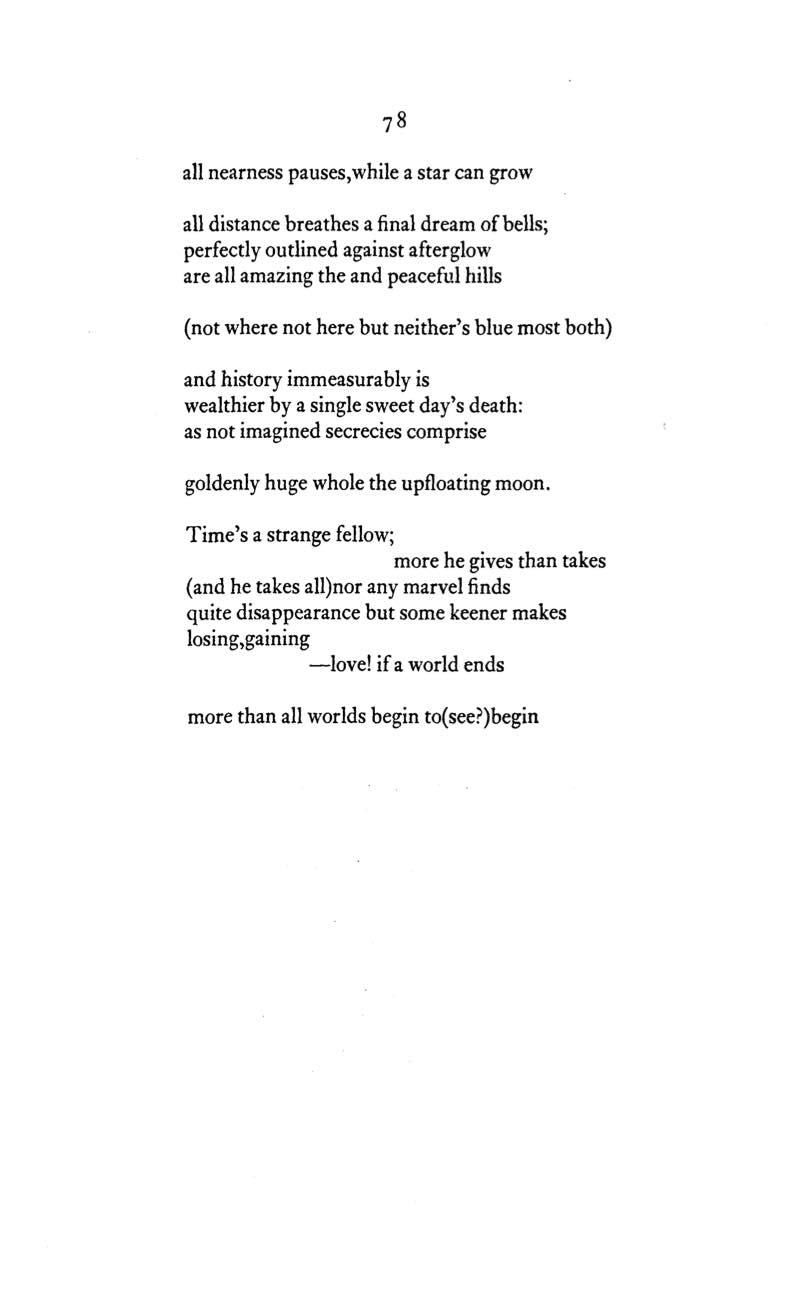 78
all nearness pauses,while a star can grow
all distance breathes a final dream of bells;
perfectly outlined against afterglow
are all amazing the and peaceful hills
(not where not here but neither's blue most both)
and history immeasurably is
wealthier by a single sweet day's death:
as not imagined secrecies comprise
goldenly huge whole the upfloating moon.
Time's a strange fellow;
more he gives than takes
(and he takes all)nor any marvel finds
quite disappearance but some keener makes
losing,gaining
—love! if a world ends
more than all worlds begin to(see?)begin